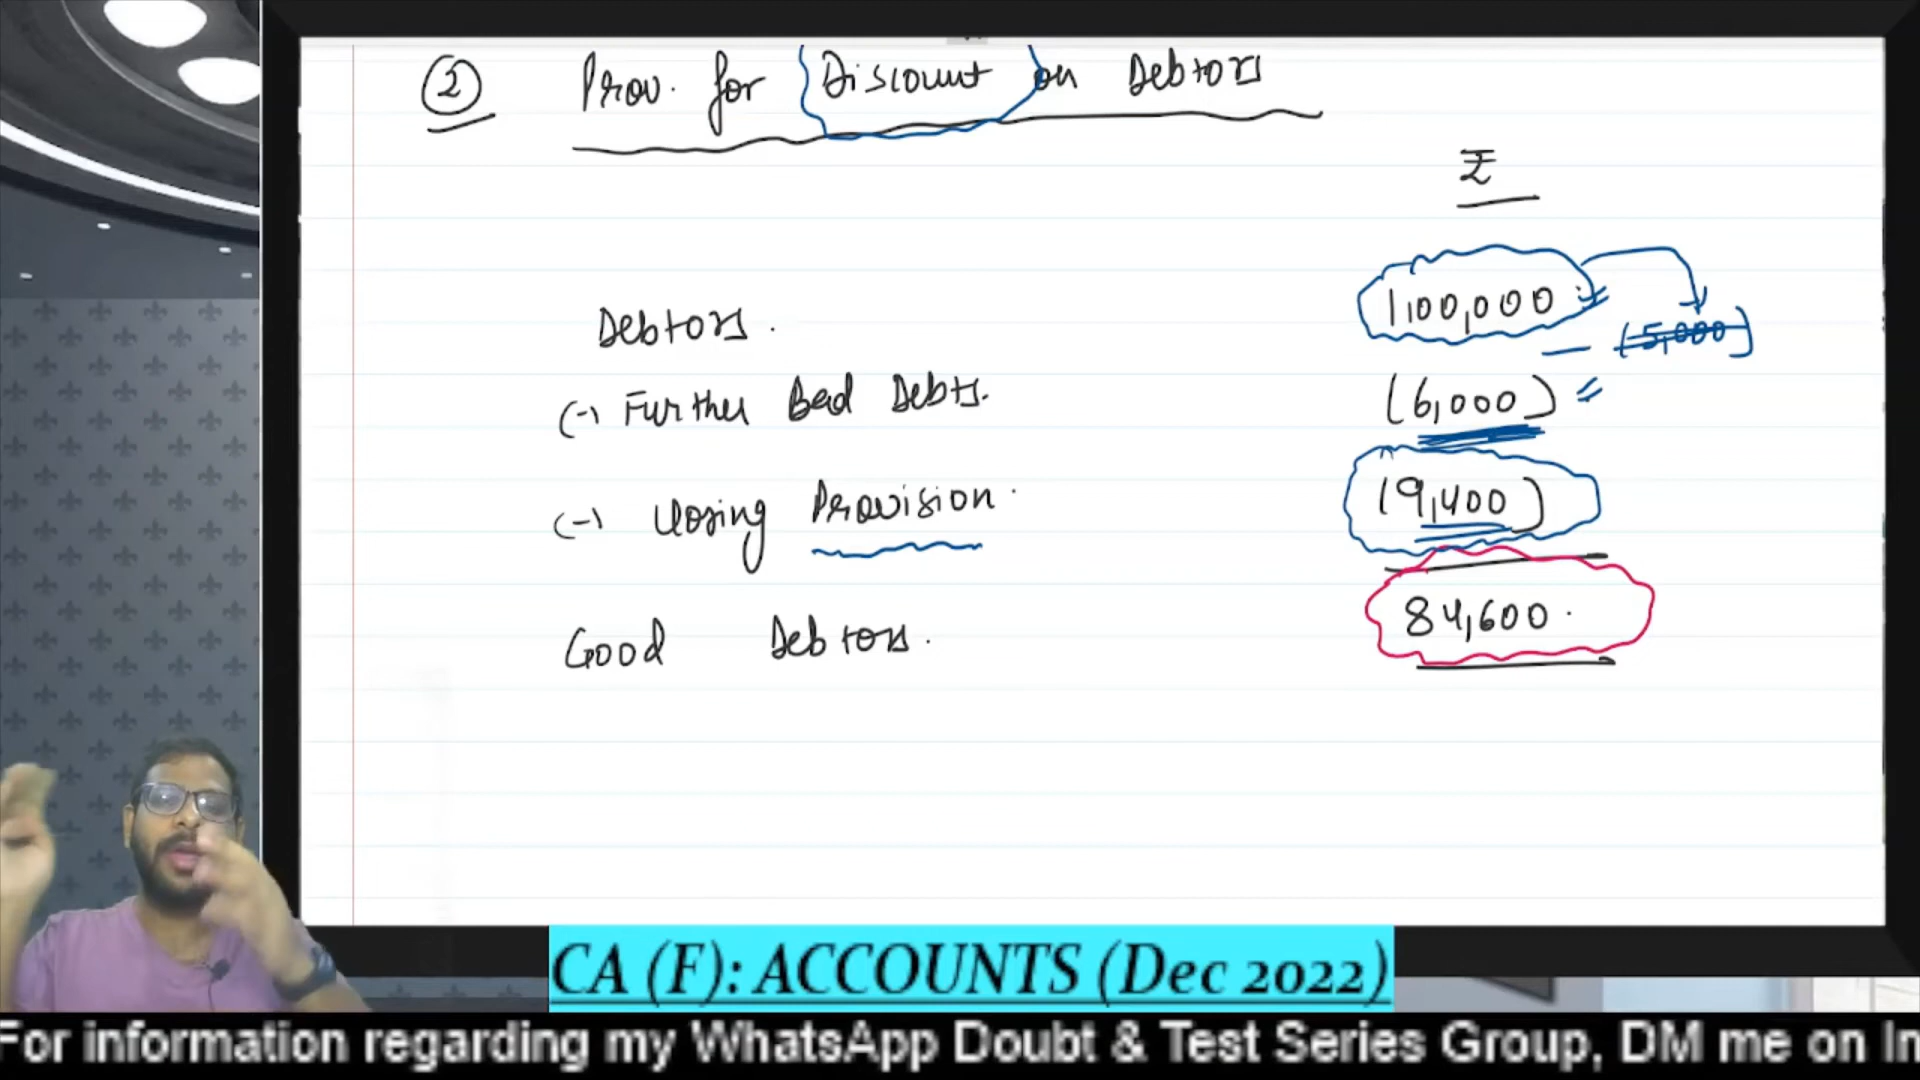 ② Prov. for Discount on Debtors
₹
Debtors. 1,00,000
(5,000)
(-) Further Bad Debts. (6,000)
(-) Closing Provision. (9,400)
Good Debtors. 84,600.
CA (F): ACCOUNTS (Dec 2022)
For information regarding my WhatsApp Doubt & Test Series Group, DM me on In